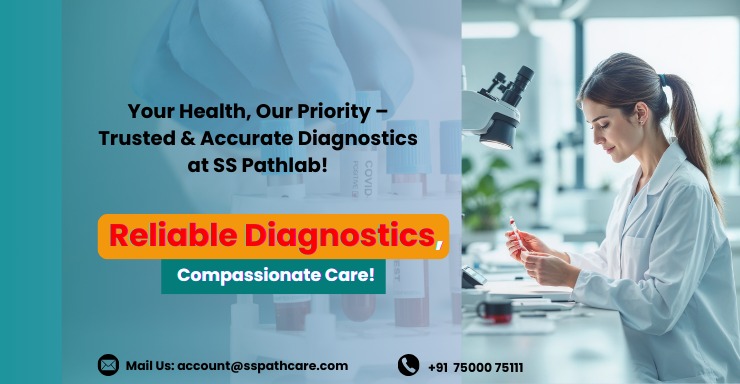 Your Health, Our Priority –
Trusted & Accurate Diagnostics
at SS Pathlab!
Reliable Diagnostics,
Compassionate Care!
Mail Us: account@sspathcare.com
+91 75000 75111
COVID